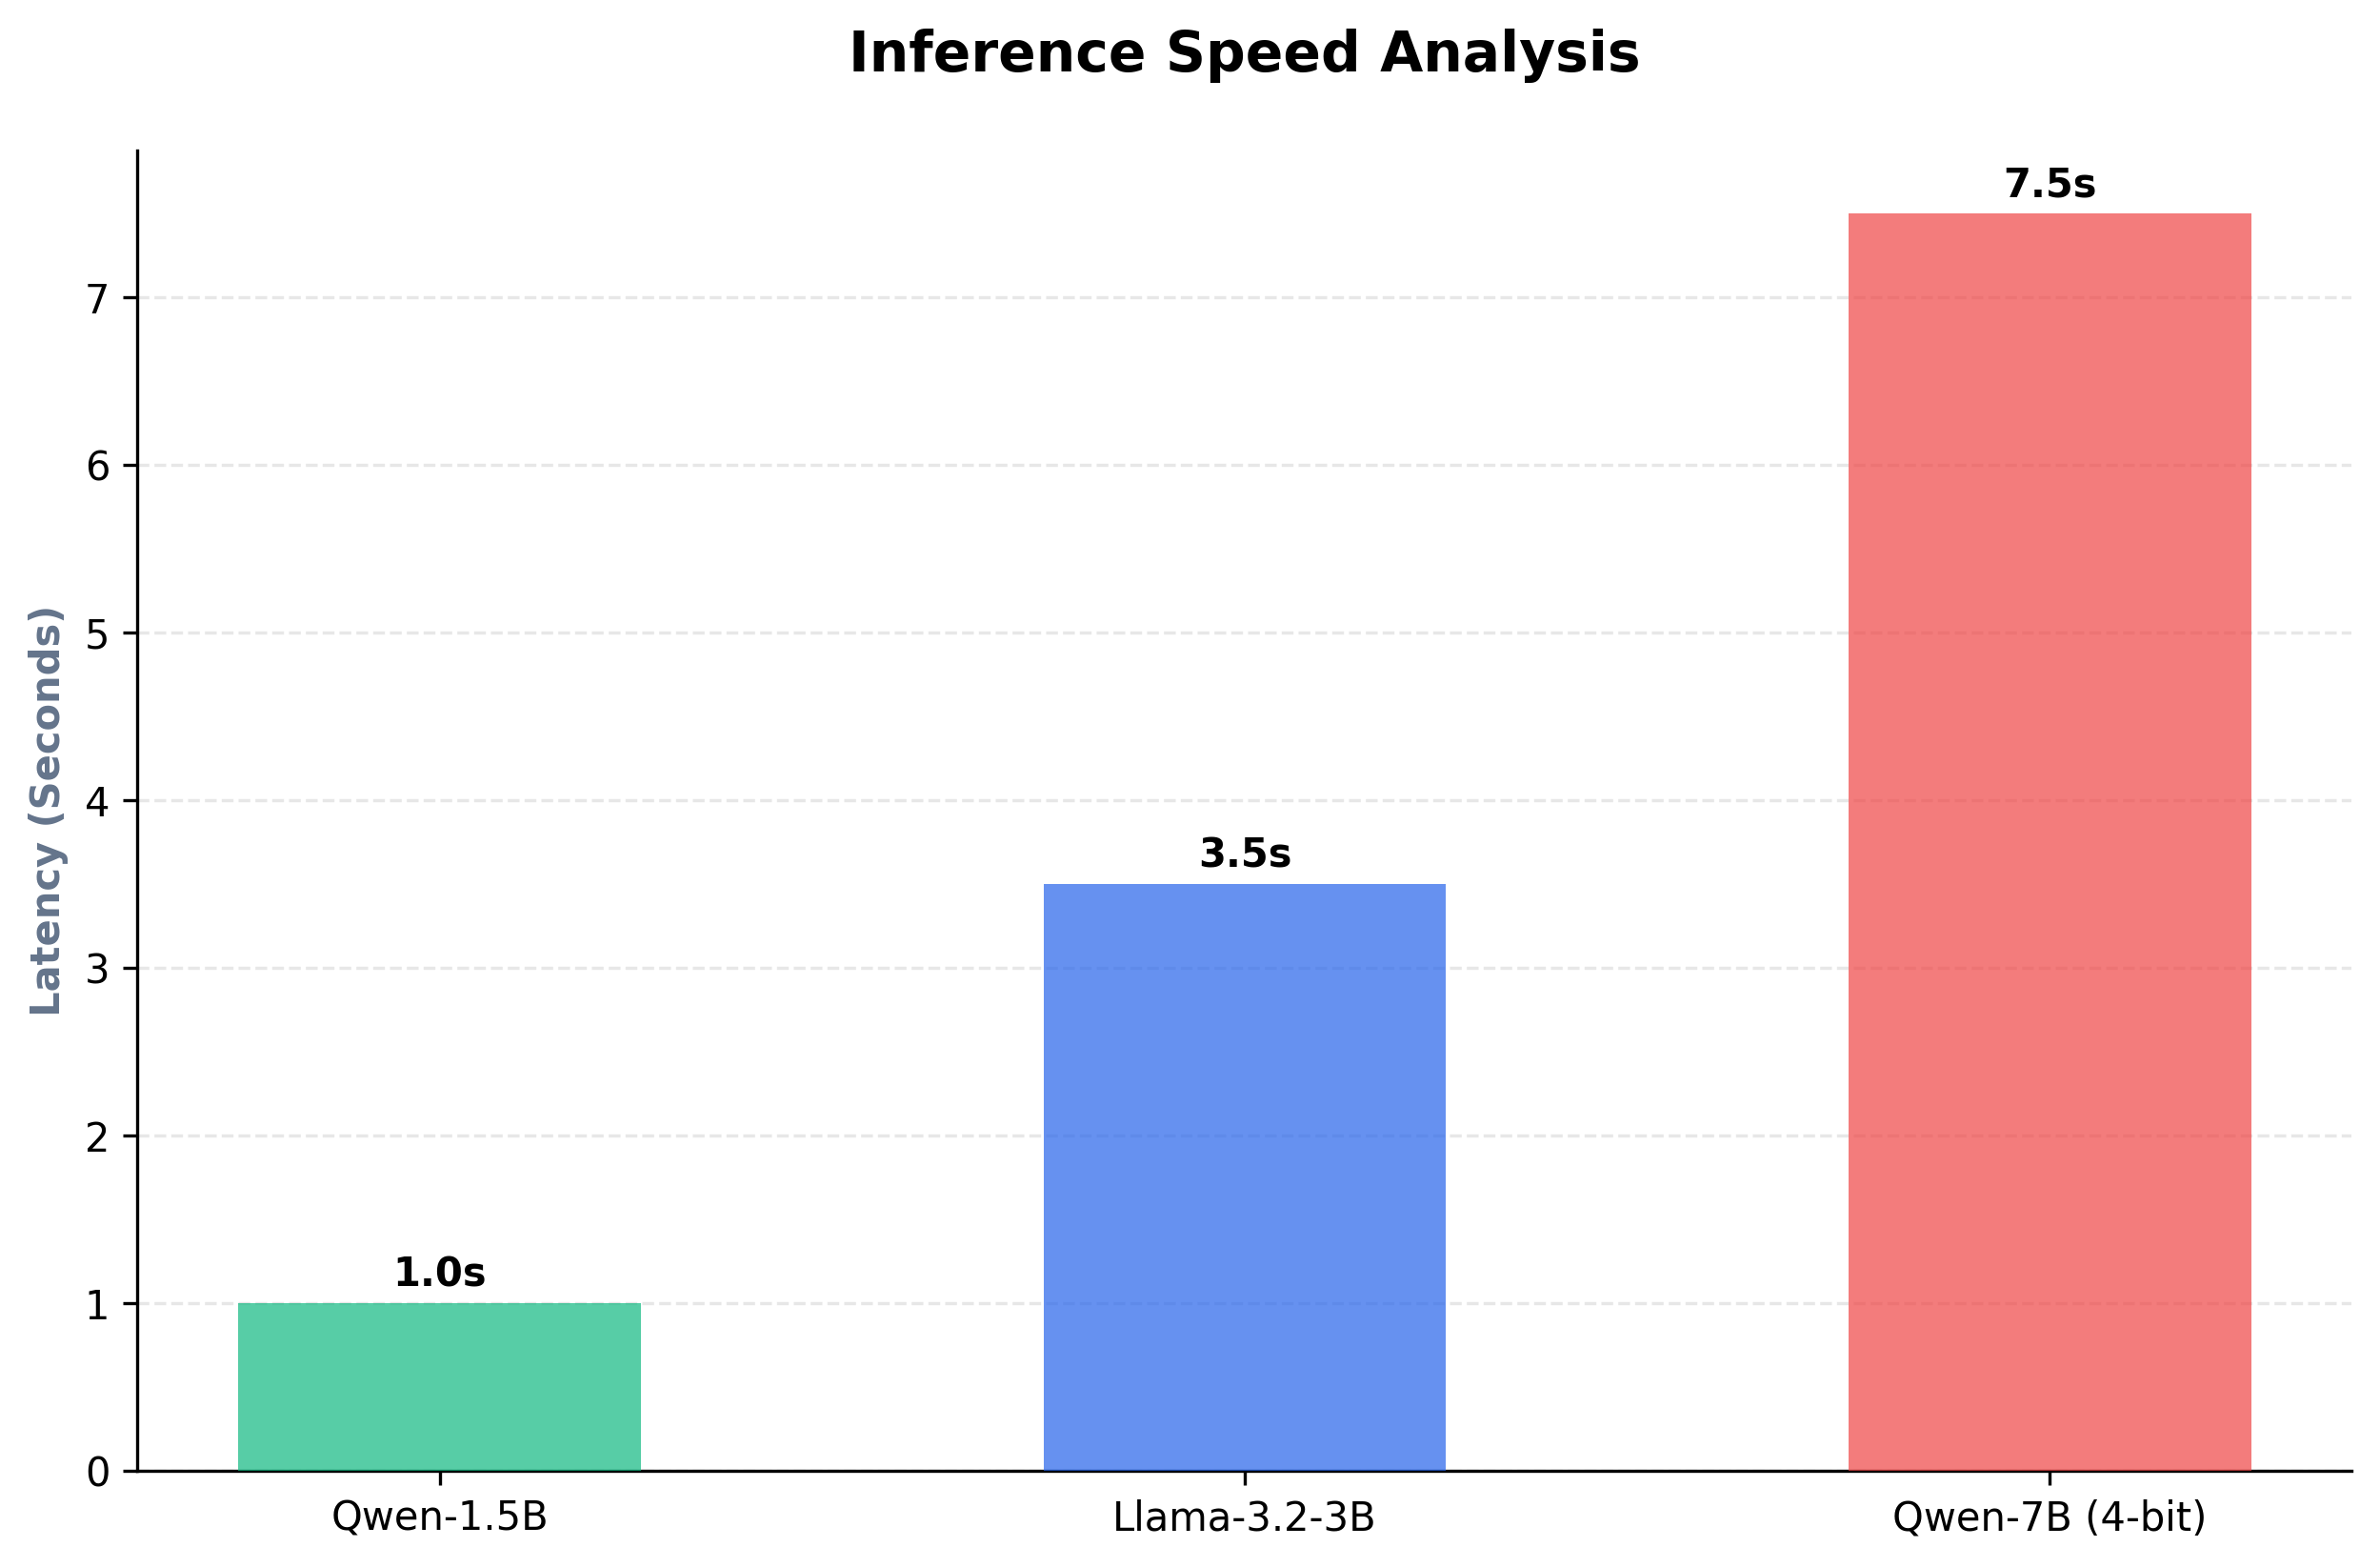 Inference Speed Analysis
Latency (Seconds)
7
6
5
4
3
2
1
0
1.0s
3.5s
7.5s
Qwen-1.5B
Llama-3.2-3B
Qwen-7B (4-bit)